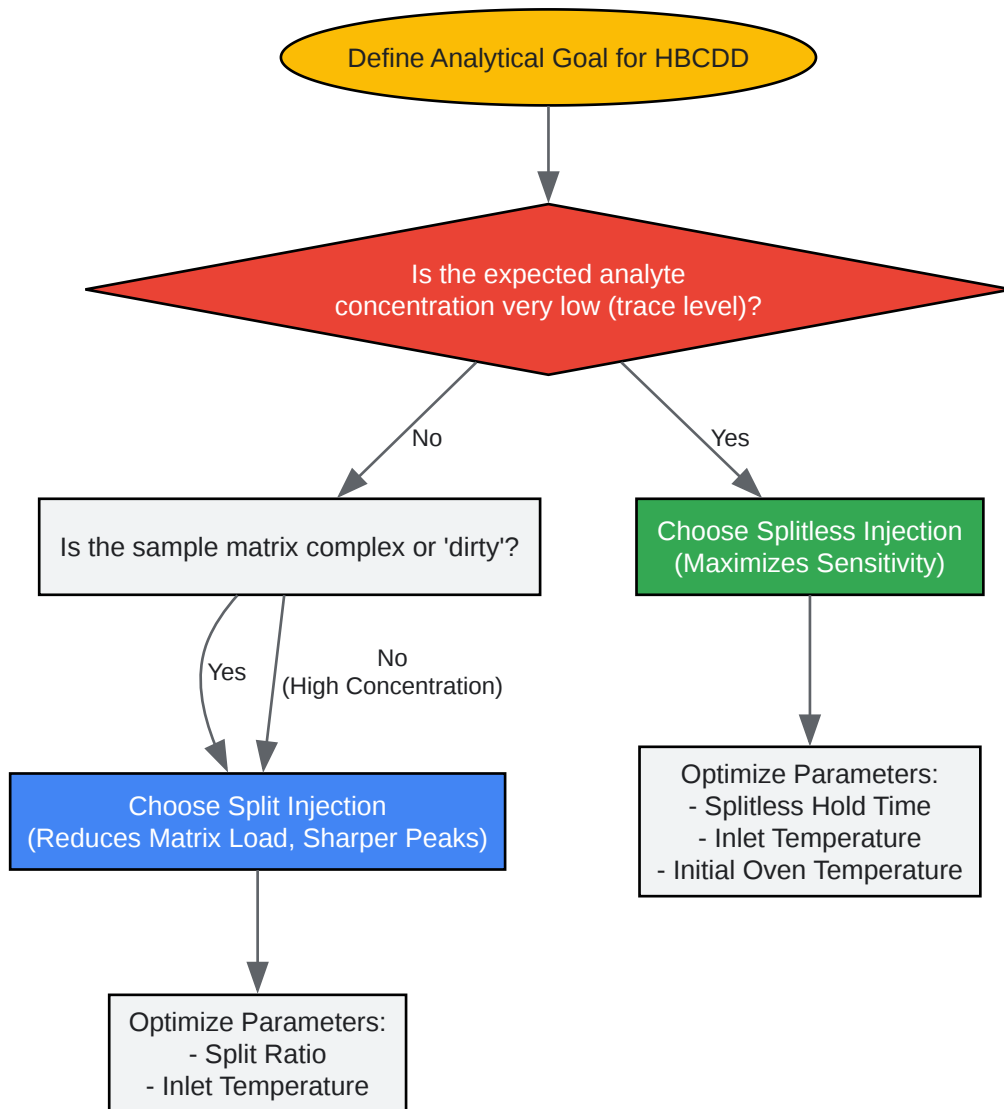 Define Analytical Goal for HBCDD
Is the expected analyte
concentration very low (trace level)?
No
Yes
Is the sample matrix complex or 'dirty'?
Choose Splitless Injection
(Maximizes Sensitivity)
Yes
No
(High Concentration)
Choose Split Injection
(Reduces Matrix Load, Sharper Peaks)
Optimize Parameters:
- Splitless Hold Time
- Inlet Temperature
- Initial Oven Temperature
Optimize Parameters:
- Split Ratio
- Inlet Temperature